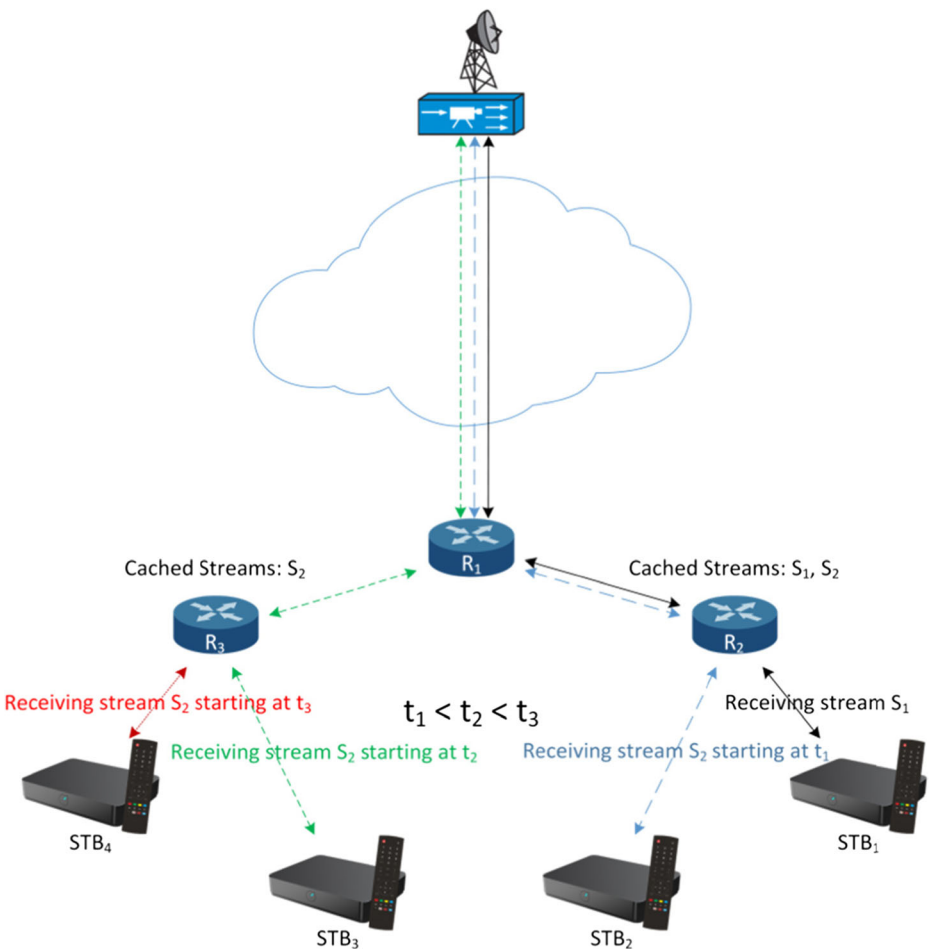 R₁
Cached Streams: S₂
Cached Streams: S₁, S₂
R₃
R₂
Receiving stream S₂ starting at t₃
Receiving stream S₁
t₁ < t₂ < t₃
Receiving stream S₂ starting at t₂
Receiving stream S₂ starting at t₁
STB₄
STB₁
STB₃
STB₂